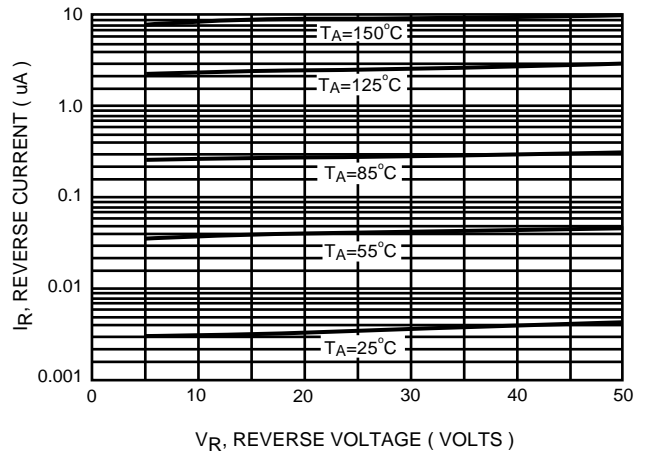 10
1.0
0.1
0.01
0.001
IR, REVERSE CURRENT ( uA )
TA=150°C
TA=125°C
TA=85°C
TA=55°C
TA=25°C
0 10 20 30 40 50
VR, REVERSE VOLTAGE ( VOLTS )